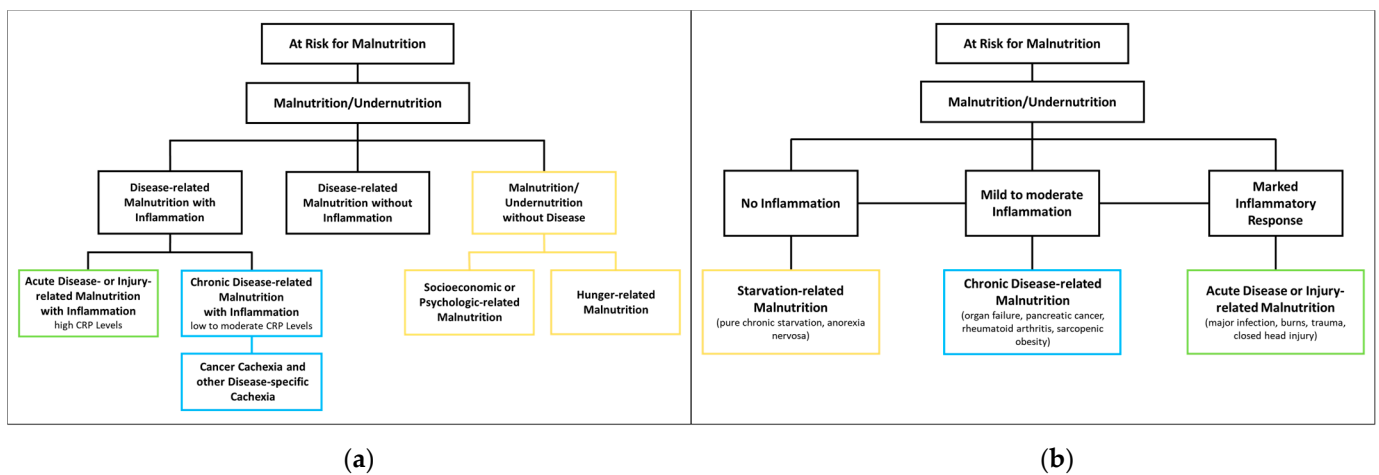 At Risk for Malnutrition
Malnutrition/Undernutrition
Disease-related
Malnutrition with
Inflammation
Disease-related
Malnutrition without
Inflammation
Malnutrition/
Undernutrition
without Disease
Acute Disease- or Injury-
related Malnutrition
with Inflammation
high CRP Levels
Chronic Disease-related
Malnutrition
with Inflammation
low to moderate CRP Levels
Socioeconomic or
Psychologic-related
Malnutrition
Hunger-related
Malnutrition
Cancer Cachexia and
other Disease-specific
Cachexia
(a)
At Risk for Malnutrition
Malnutrition/Undernutrition
No Inflammation
Mild to moderate
Inflammation
Marked
Inflammatory
Response
Starvation-related
Malnutrition
(pure chronic starvation, anorexia
nervosa)
Chronic Disease-related
Malnutrition
(organ failure, pancreatic cancer,
rheumatoid arthritis, sarcopenic
obesity)
Acute Disease or Injury-
related Malnutrition
(major infection, burns, trauma,
closed head injury)
(b)